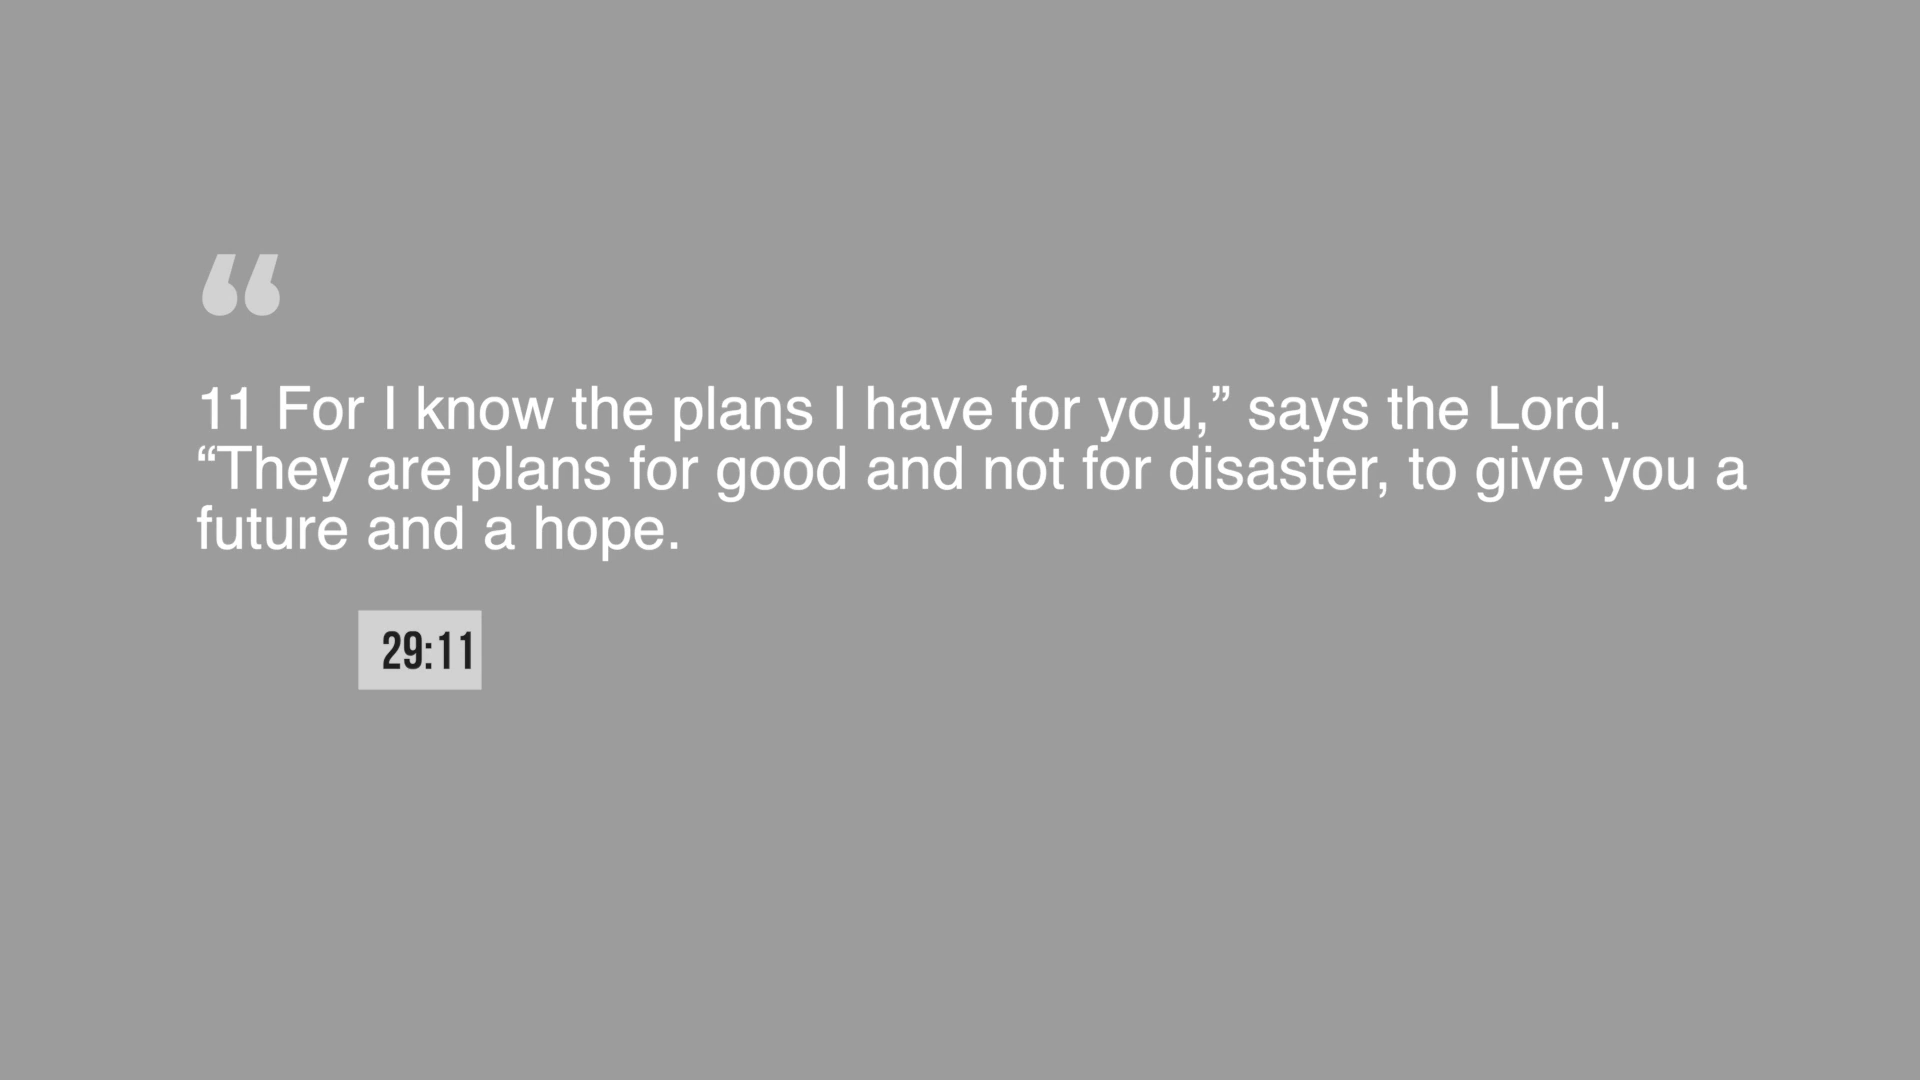 “
11 For I know the plans I have for you,” says the Lord.
“They are plans for good and not for disaster, to give you a
future and a hope.
29:11